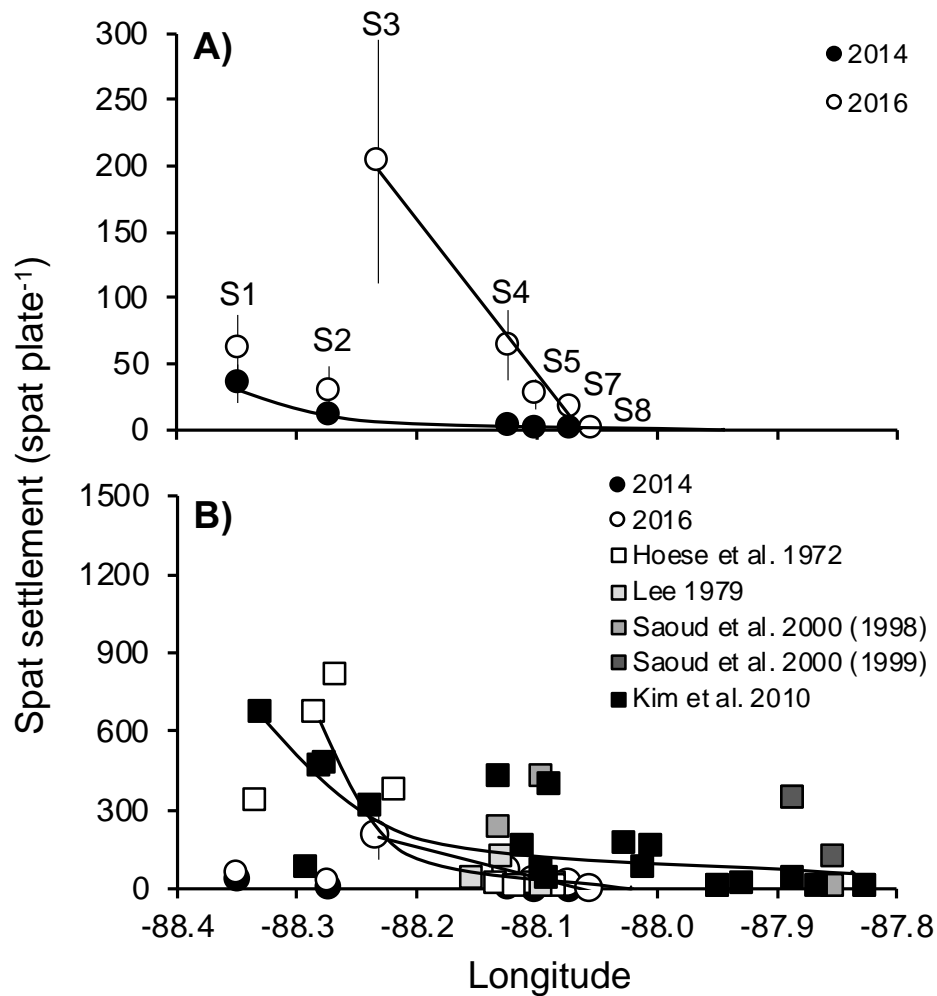 Spat settlement (spat plate-1)
A)
300
250
200
150
100
50
0
2014
2016
S1
S2
S3
S4
S5
S7
S8
B)
1500
1200
900
600
300
0
2014
2016
Hoese et al. 1972
Lee 1979
Saoud et al. 2000 (1998)
Saoud et al. 2000 (1999)
Kim et al. 2010
-88.4 -88.3 -88.2 -88.1 -88.0 -87.9 -87.8
Longitude